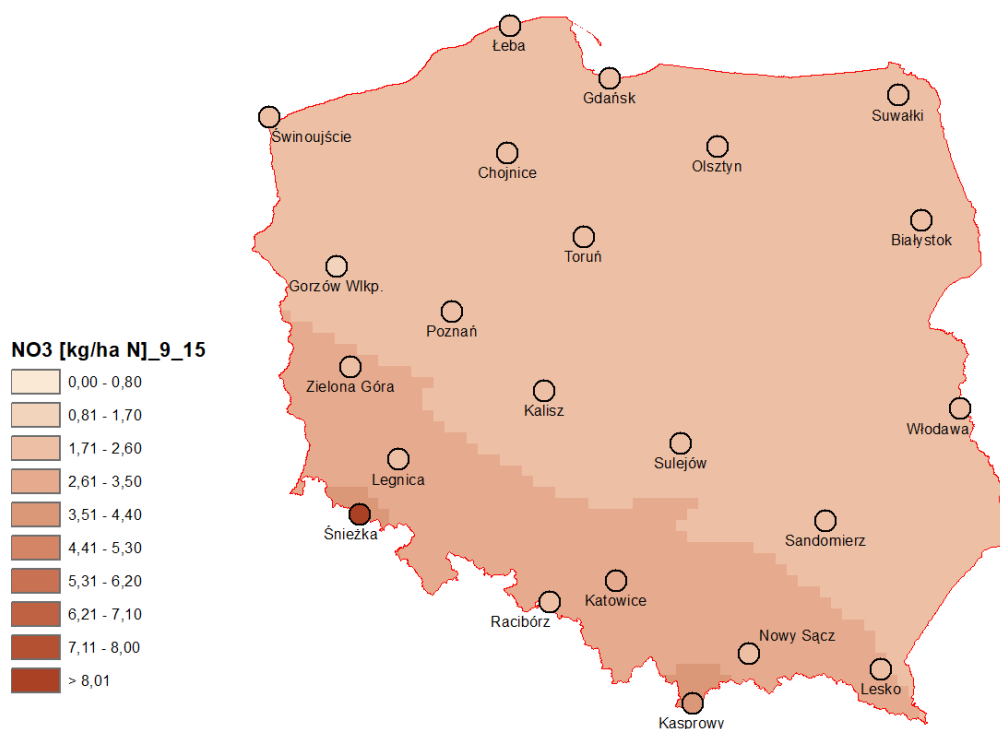 Łeba
Gdańsk
Suwałki
Świnoujście
Chojnice
Olsztyn
Białystok
Toruń
Gorzów Wlkp.
Poznań
NO3 [kg/ha N]_9_15
0,00 - 0,80
0,81 - 1,70
1,71 - 2,60
2,61 - 3,50
3,51 - 4,40
4,41 - 5,30
5,31 - 6,20
6,21 - 7,10
7,11 - 8,00
> 8,01
Zielona Góra
Kalisz
Włodawa
Sulejów
Legnica
Śnieżka
Sandomierz
Katowice
Racibórz
Nowy Sącz
Lesko
Kasprowy